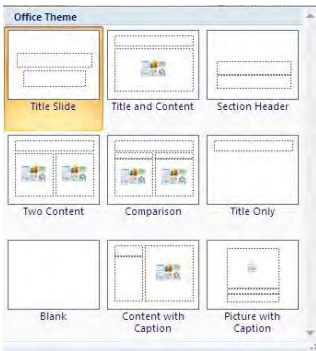 Office Theme
Title Slide
Title and Content
Section Header
Two Content
Comparison
Title Only
Blank
Content with
Caption
Picture with
Caption